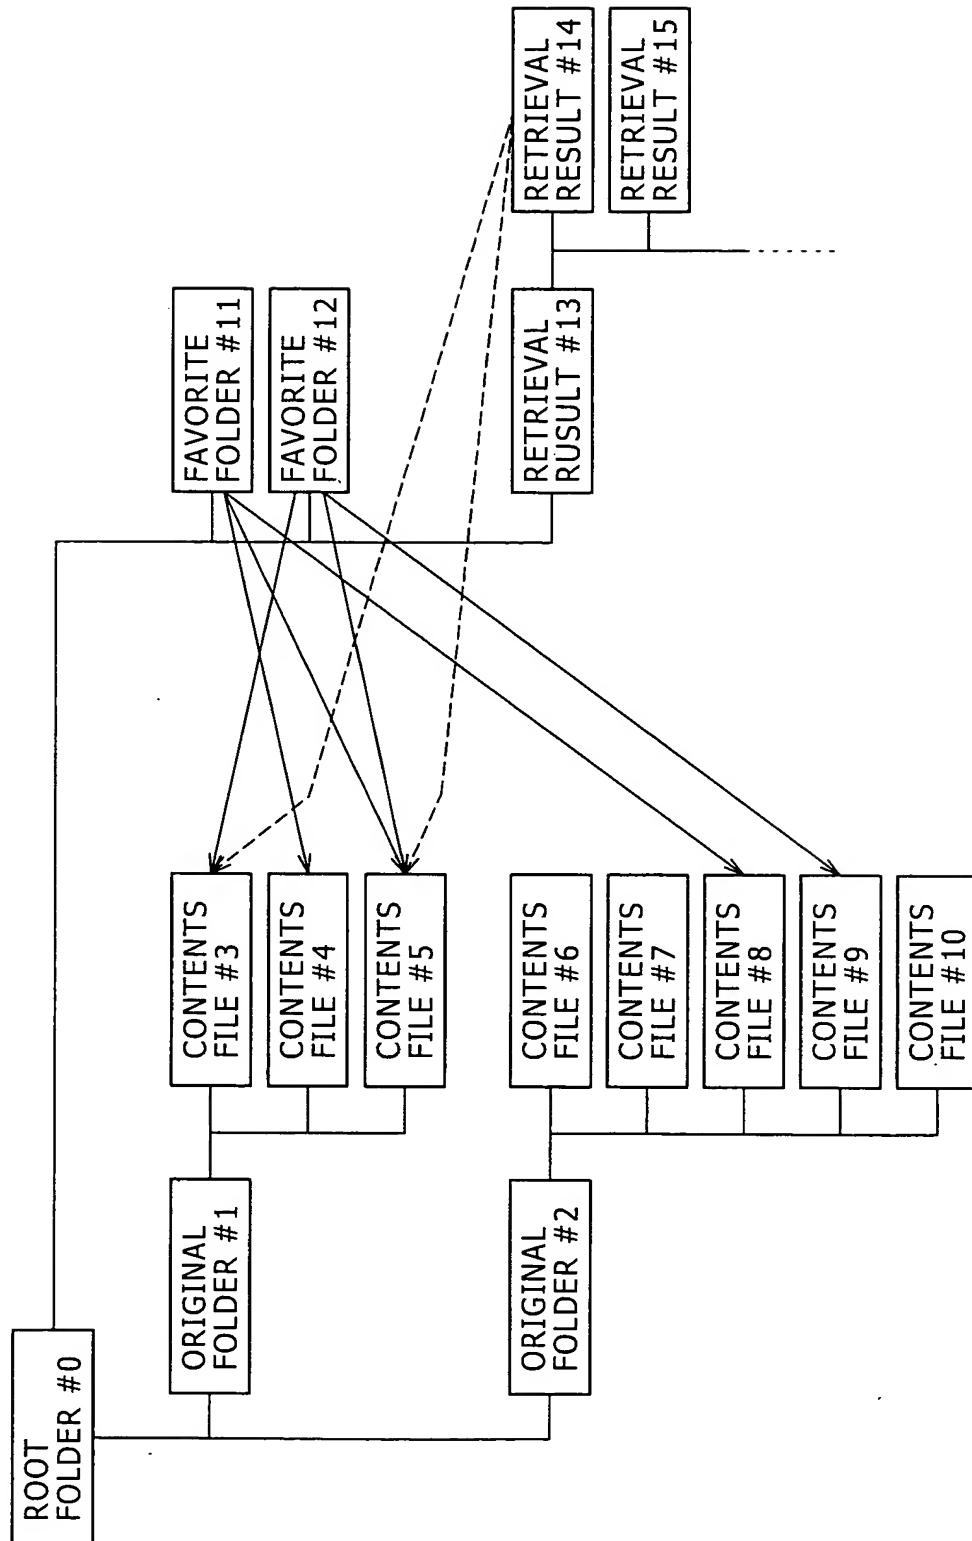 ROOT
FOLDER #0
ORIGINAL
FOLDER #1
CONTENTS
FILE #3
CONTENTS
FILE #4
CONTENTS
FILE #5
ORIGINAL
FOLDER #2
CONTENTS
FILE #6
CONTENTS
FILE #7
CONTENTS
FILE #8
CONTENTS
FILE #9
CONTENTS
FILE #10
FAVORITE
FOLDER #11
FAVORITE
FOLDER #12
RETRIEVAL
RUSULT #13
RETRIEVAL
RESULT #14
RETRIEVAL
RESULT #15